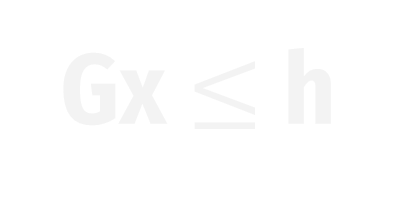 Gx ≤ h